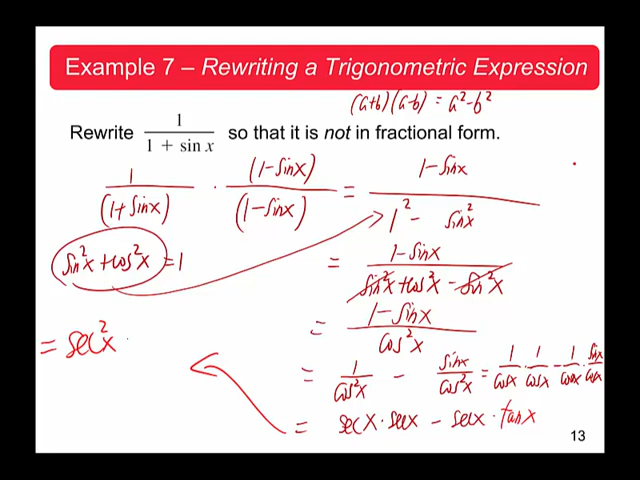 Example 7 – Rewriting a Trigonometric Expression
(a+b)(a-b) = a²-b²
Rewrite 1/(1 + sin x) so that it is not in fractional form.
1/(1+sinx) · (1-sinx)/(1-sinx) = (1-sinx)/(1² - sinx²)
sin²x + cos²x = 1
= (1-sinx)/(sin²x + cos²x - sin²x)
= (1-sinx)/cos²x
= 1/cos²x - sinx/cos²x = 1/cosx · 1/cosx - 1/cosx · sinx/cosx
= secx · secx - secx · tanx
= sec²x
13